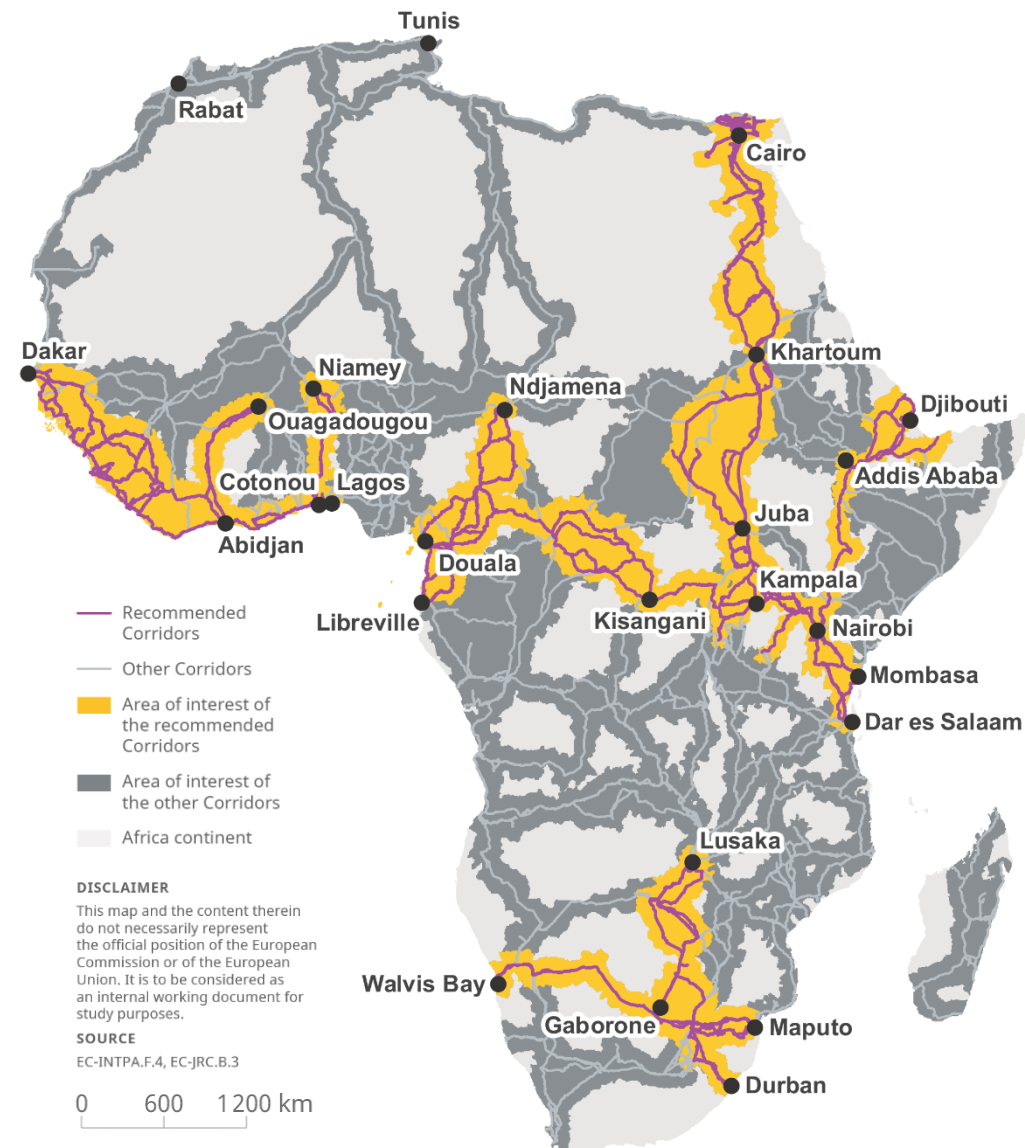 Tunis
Rabat
Cairo
Dakar
Khartoum
Niamey
Ndjamena
Djibouti
Ouagadougou
Addis Ababa
Cotonou
Lagos
Juba
Abidjan
Douala
Kampala
Libreville
Kisangani
Nairobi
Mombasa
Dar es Salaam
Lusaka
Walvis Bay
Gaborone
Maputo
Durban
Recommended
Corridors
Other Corridors
Area of interest of
the recommended
Corridors
Area of interest of
the other Corridors
Africa continent
DISCLAIMER
This map and the content therein
do not necessarily represent
the official position of the European
Commission or of the European
Union. It is to be considered as
an internal working document for
study purposes.
SOURCE
EC-INTPA.F.4, EC-JRC.B.3
0 600 1 200 km